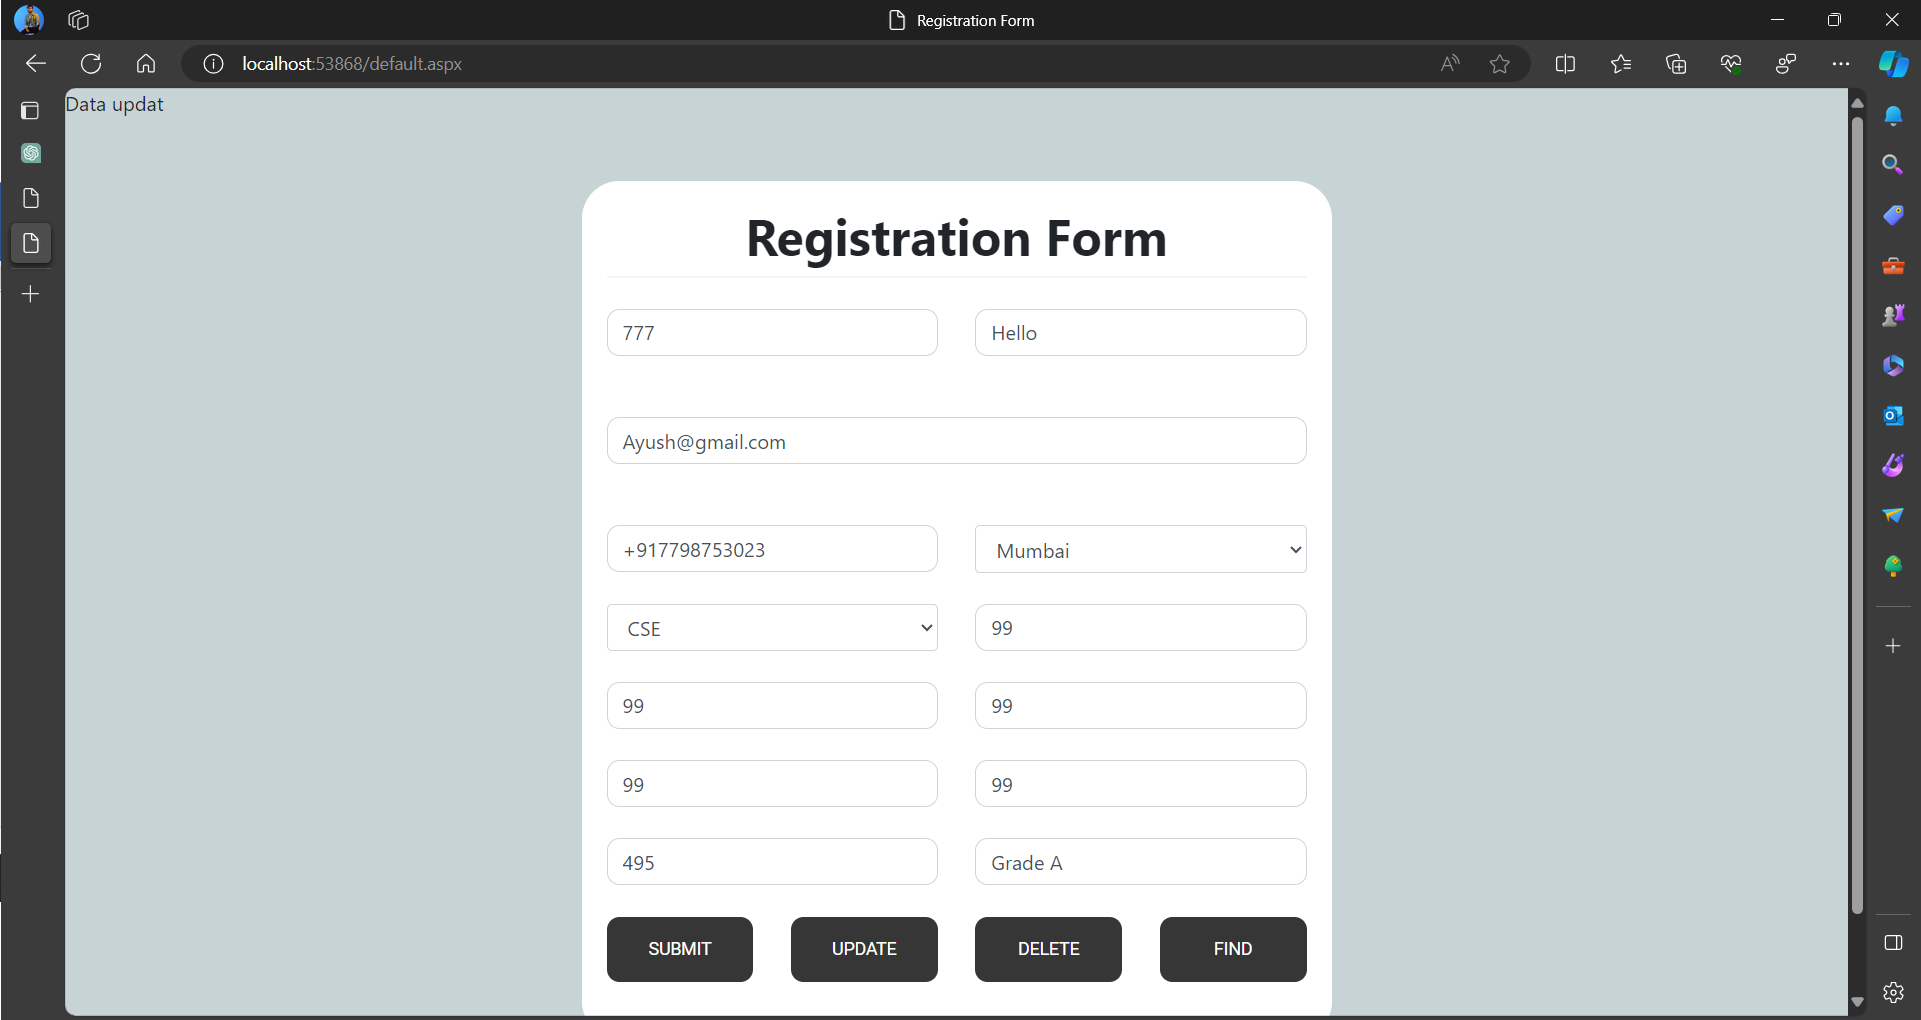 Registration Form
localhost:53868/default.aspx
Data updat
Registration Form
777 Hello
Ayush@gmail.com
+917798753023 Mumbai
CSE 99
99 99
99 99
495 Grade A
SUBMIT UPDATE DELETE FIND